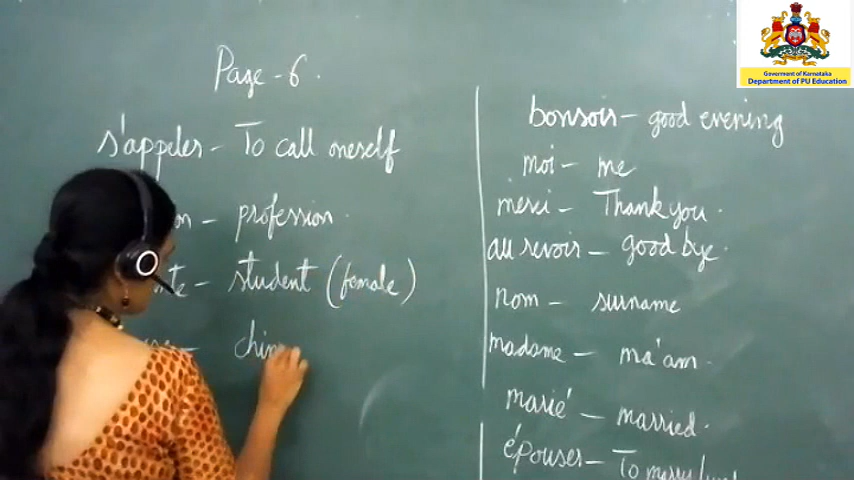 Page - 6.
s'appeler - To call oneself
on - profession.
te - student (female)
- chin
bonsoir - good evening
moi - me
merci - Thank you.
au revoir - good bye.
nom - surname
madame - ma'am.
marié - married.
épouser - To marry
Goverment of Karnataka
Department of PU Education